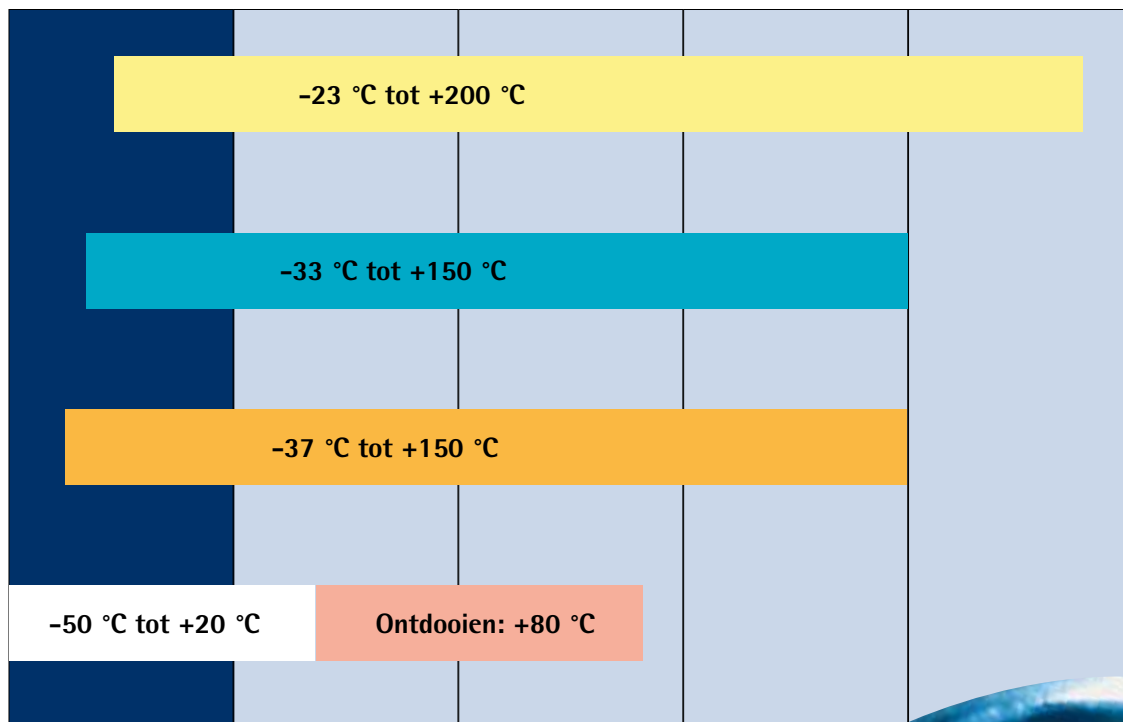 -23 °C tot +200 °C
-33 °C tot +150 °C
-37 °C tot +150 °C
-50 °C tot +20 °C
Ontdooien: +80 °C